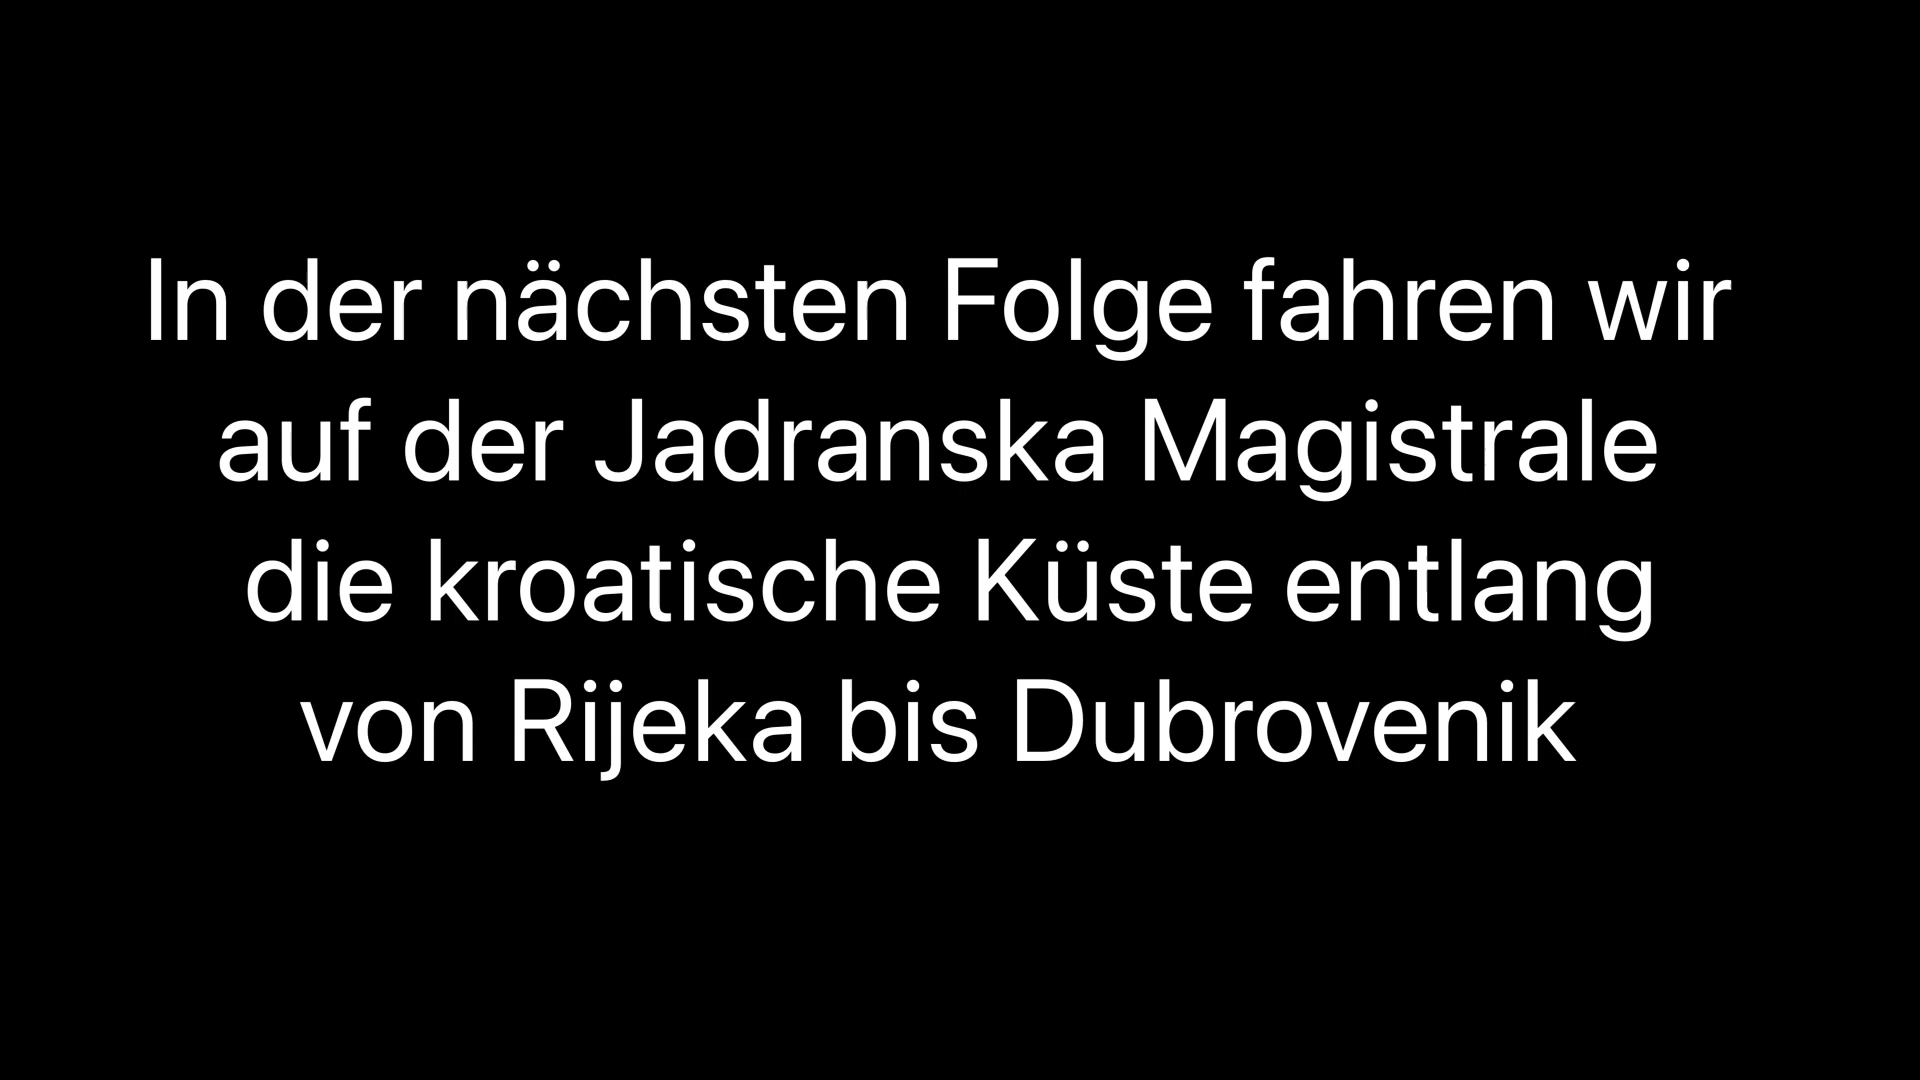 In der nächsten Folge fahren wir
auf der Jadranska Magistrale
die kroatische Küste entlang
von Rijeka bis Dubrovenik